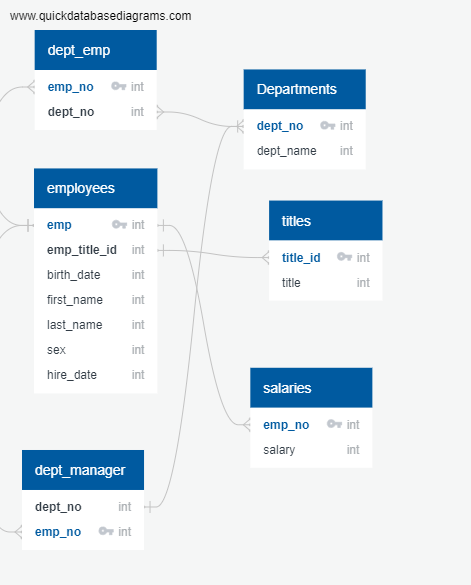 www.quickdatabasediagrams.com
dept_emp
emp_no int
dept_no int
Departments
dept_no int
dept_name int
employees
emp int
emp_title_id int
birth_date int
first_name int
last_name int
sex int
hire_date int
titles
title_id int
title int
salaries
emp_no int
salary int
dept_manager
dept_no int
emp_no int